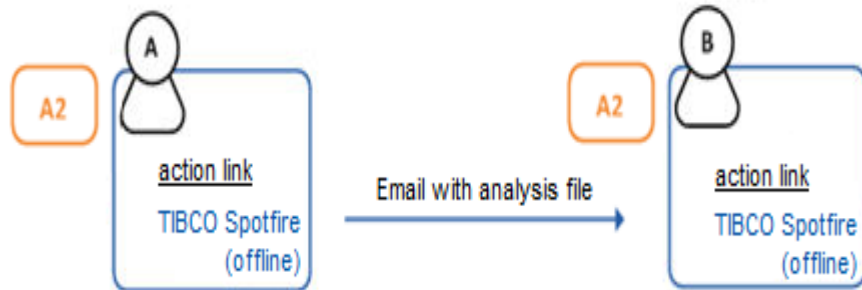 A
A2
action link
TIBCO Spotfire
(offline)
Email with analysis file
B
A2
action link
TIBCO Spotfire
(offline)